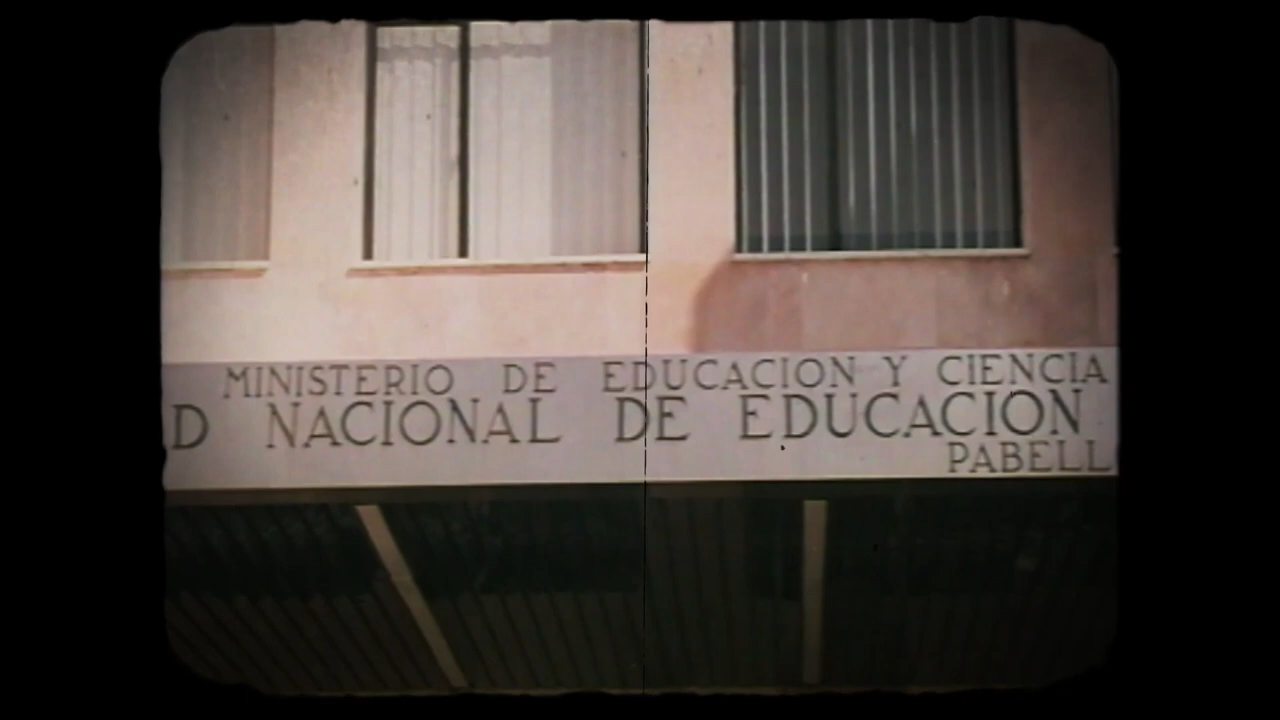 MINISTERIO DE EDUCACION Y CIENCIA
D NACIONAL DE EDUCACION
PABELL